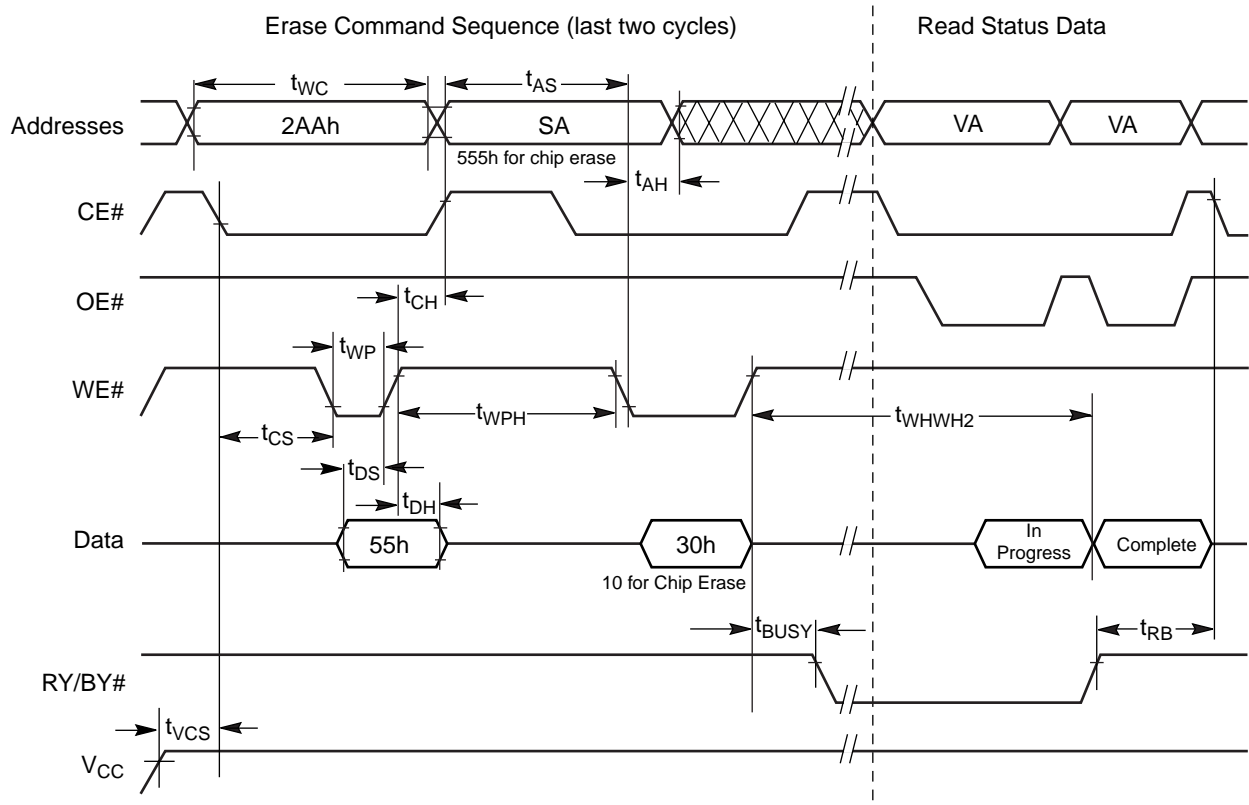 Erase Command Sequence (last two cycles) Read Status Data
tWC tAS
Addresses 2AAh SA VA VA
555h for chip erase
tAH
CE#
OE# tCH
tWP
WE#
tWPH tWHWH2
tCS
tDS
tDH
Data 55h 30h In Progress Complete
10 for Chip Erase
tBUSY tRB
RY/BY#
tVCS
VCC